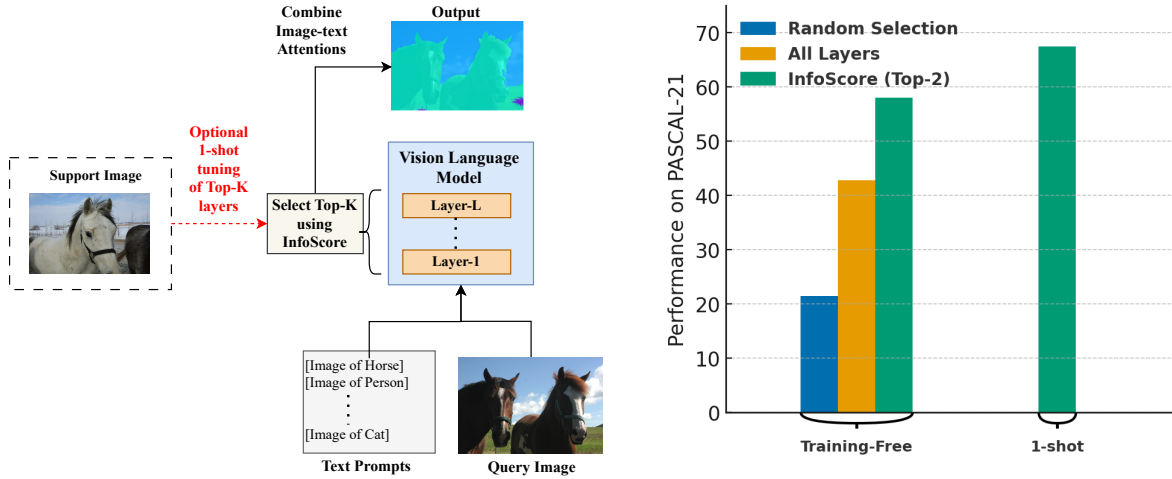 Combine
Image-text
Attentions
Output
Optional
1-shot
tuning
of Top-K
layers
Support Image
Select Top-K
using
InfoScore
Vision Language
Model
Layer-L
Layer-1
[Image of Horse]
[Image of Person]
[Image of Cat]
Text Prompts
Query Image
Performance on PASCAL-21
70
60
50
40
30
20
10
0
Random Selection
All Layers
InfoScore (Top-2)
Training-Free
1-shot